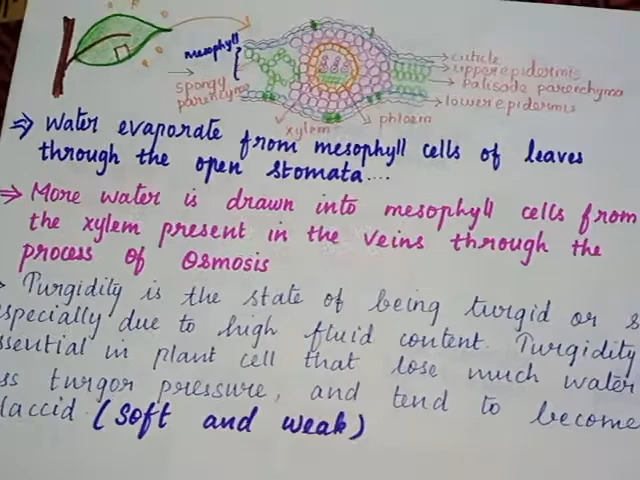 mesophyll
cuticle
upper epidermis
Palisade parenchyma
lower epidermis
spongy
parenchyma
xylem
phloem
⇒ Water evaporate from mesophyll cells of leaves
through the open stomata....
⇒ More water is drawn into mesophyll cells from
the xylem present in the veins through the
process of Osmosis
Turgidity is the state of being turgid or s
especially due to high fluid content. Turgidity
ssential in plant cell that lose much water
ss turgor pressure, and tend to become
laccid (soft and weak)